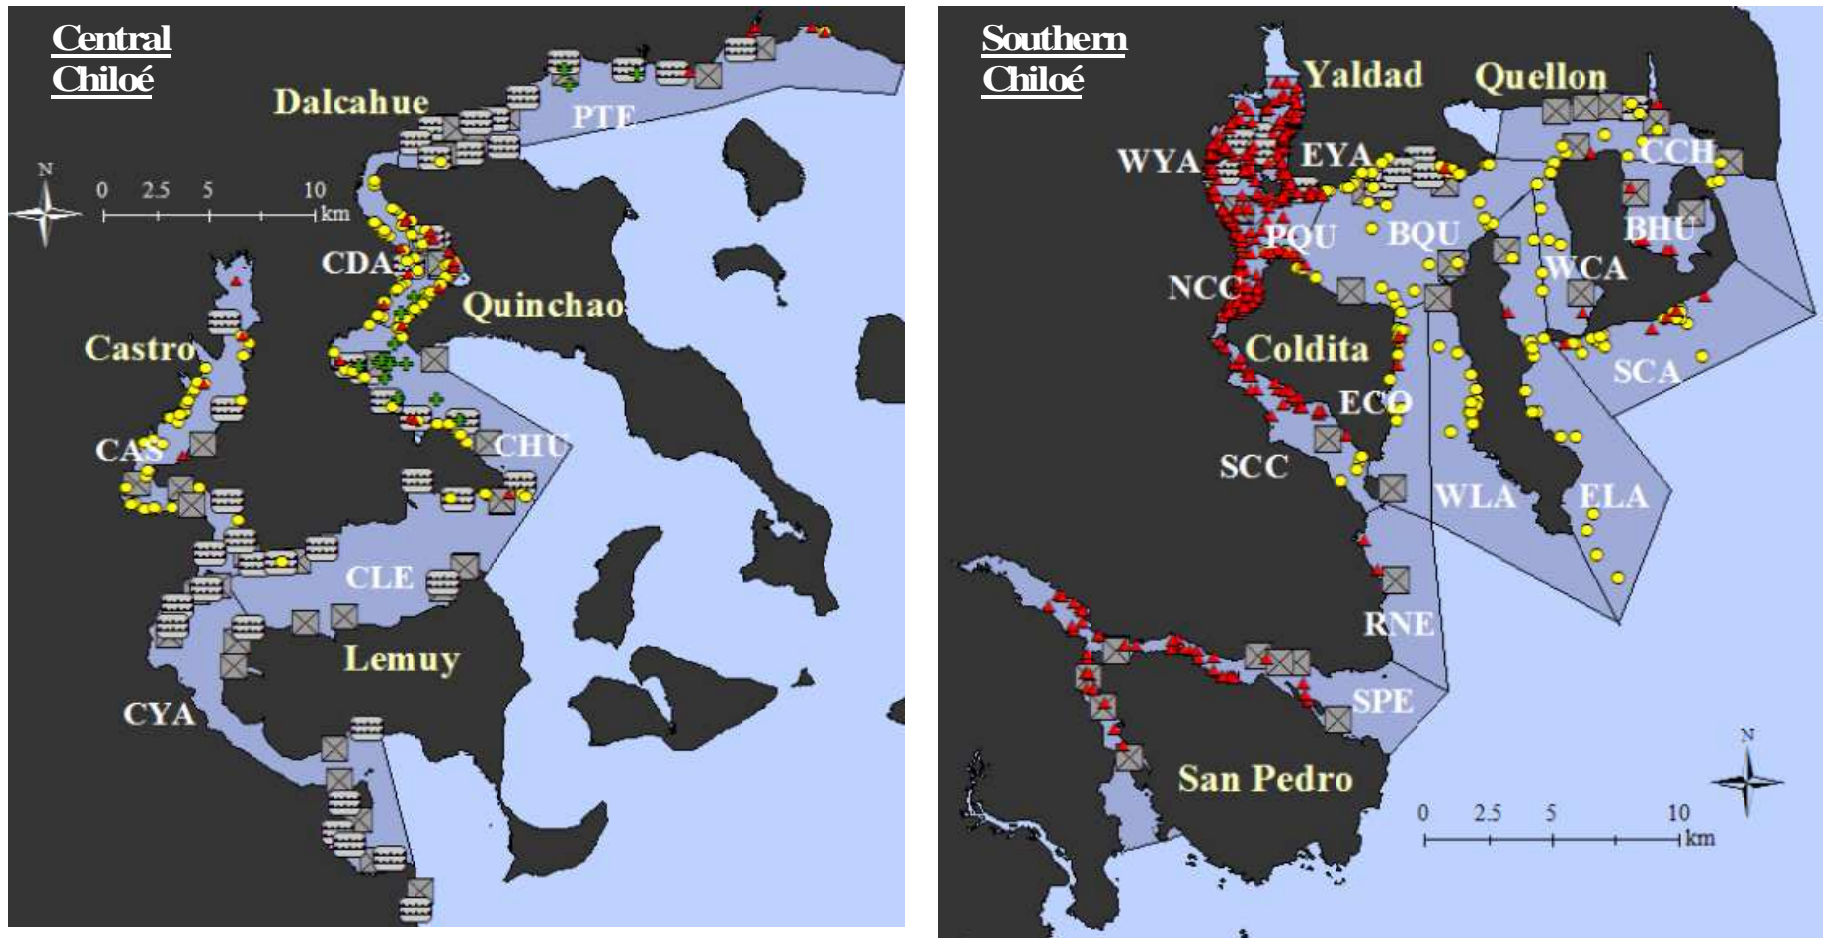 Central
Chiloé
Dalcahue
PTE
N
0 2.5 5 10
km
CDA
Quinchao
Castro
CAS
CHU
CLE
Lemuy
CYA
Southern
Chiloé
Yaldad
Quellon
WYA
EYA
CCH
PQU
BQU
BHU
WCA
NCC
Coldita
SCA
ECO
SCC
WLA
ELA
RNE
SPE
San Pedro
N
0 2.5 5 10
km